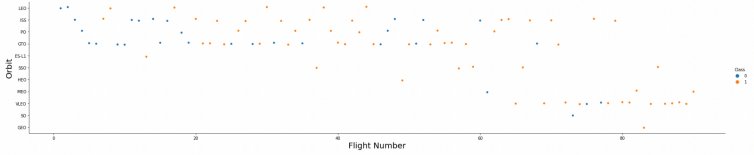 LEO
ISS
PO
GTO
ES-L1
SSO
HEO
MEO
VLEO
SO
GEO
Orbit
0
20
40
60
80
Flight Number
Class
0
1